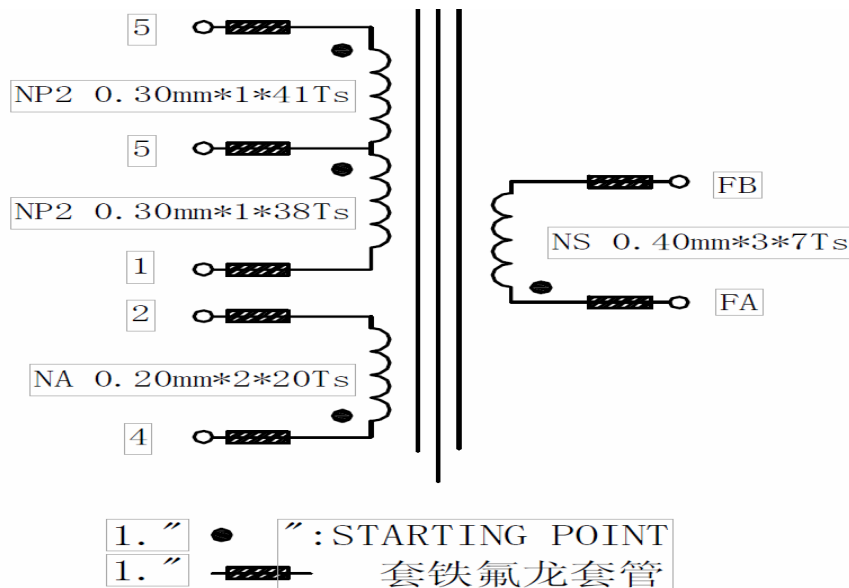 5
NP2 0.30mm*1*41Ts
5
NP2 0.30mm*1*38Ts
1
2
NA 0.20mm*2*20Ts
4
FB
NS 0.40mm*3*7Ts
FA
1.″ ″:STARTING POINT
1.″ 套铁氟龙套管